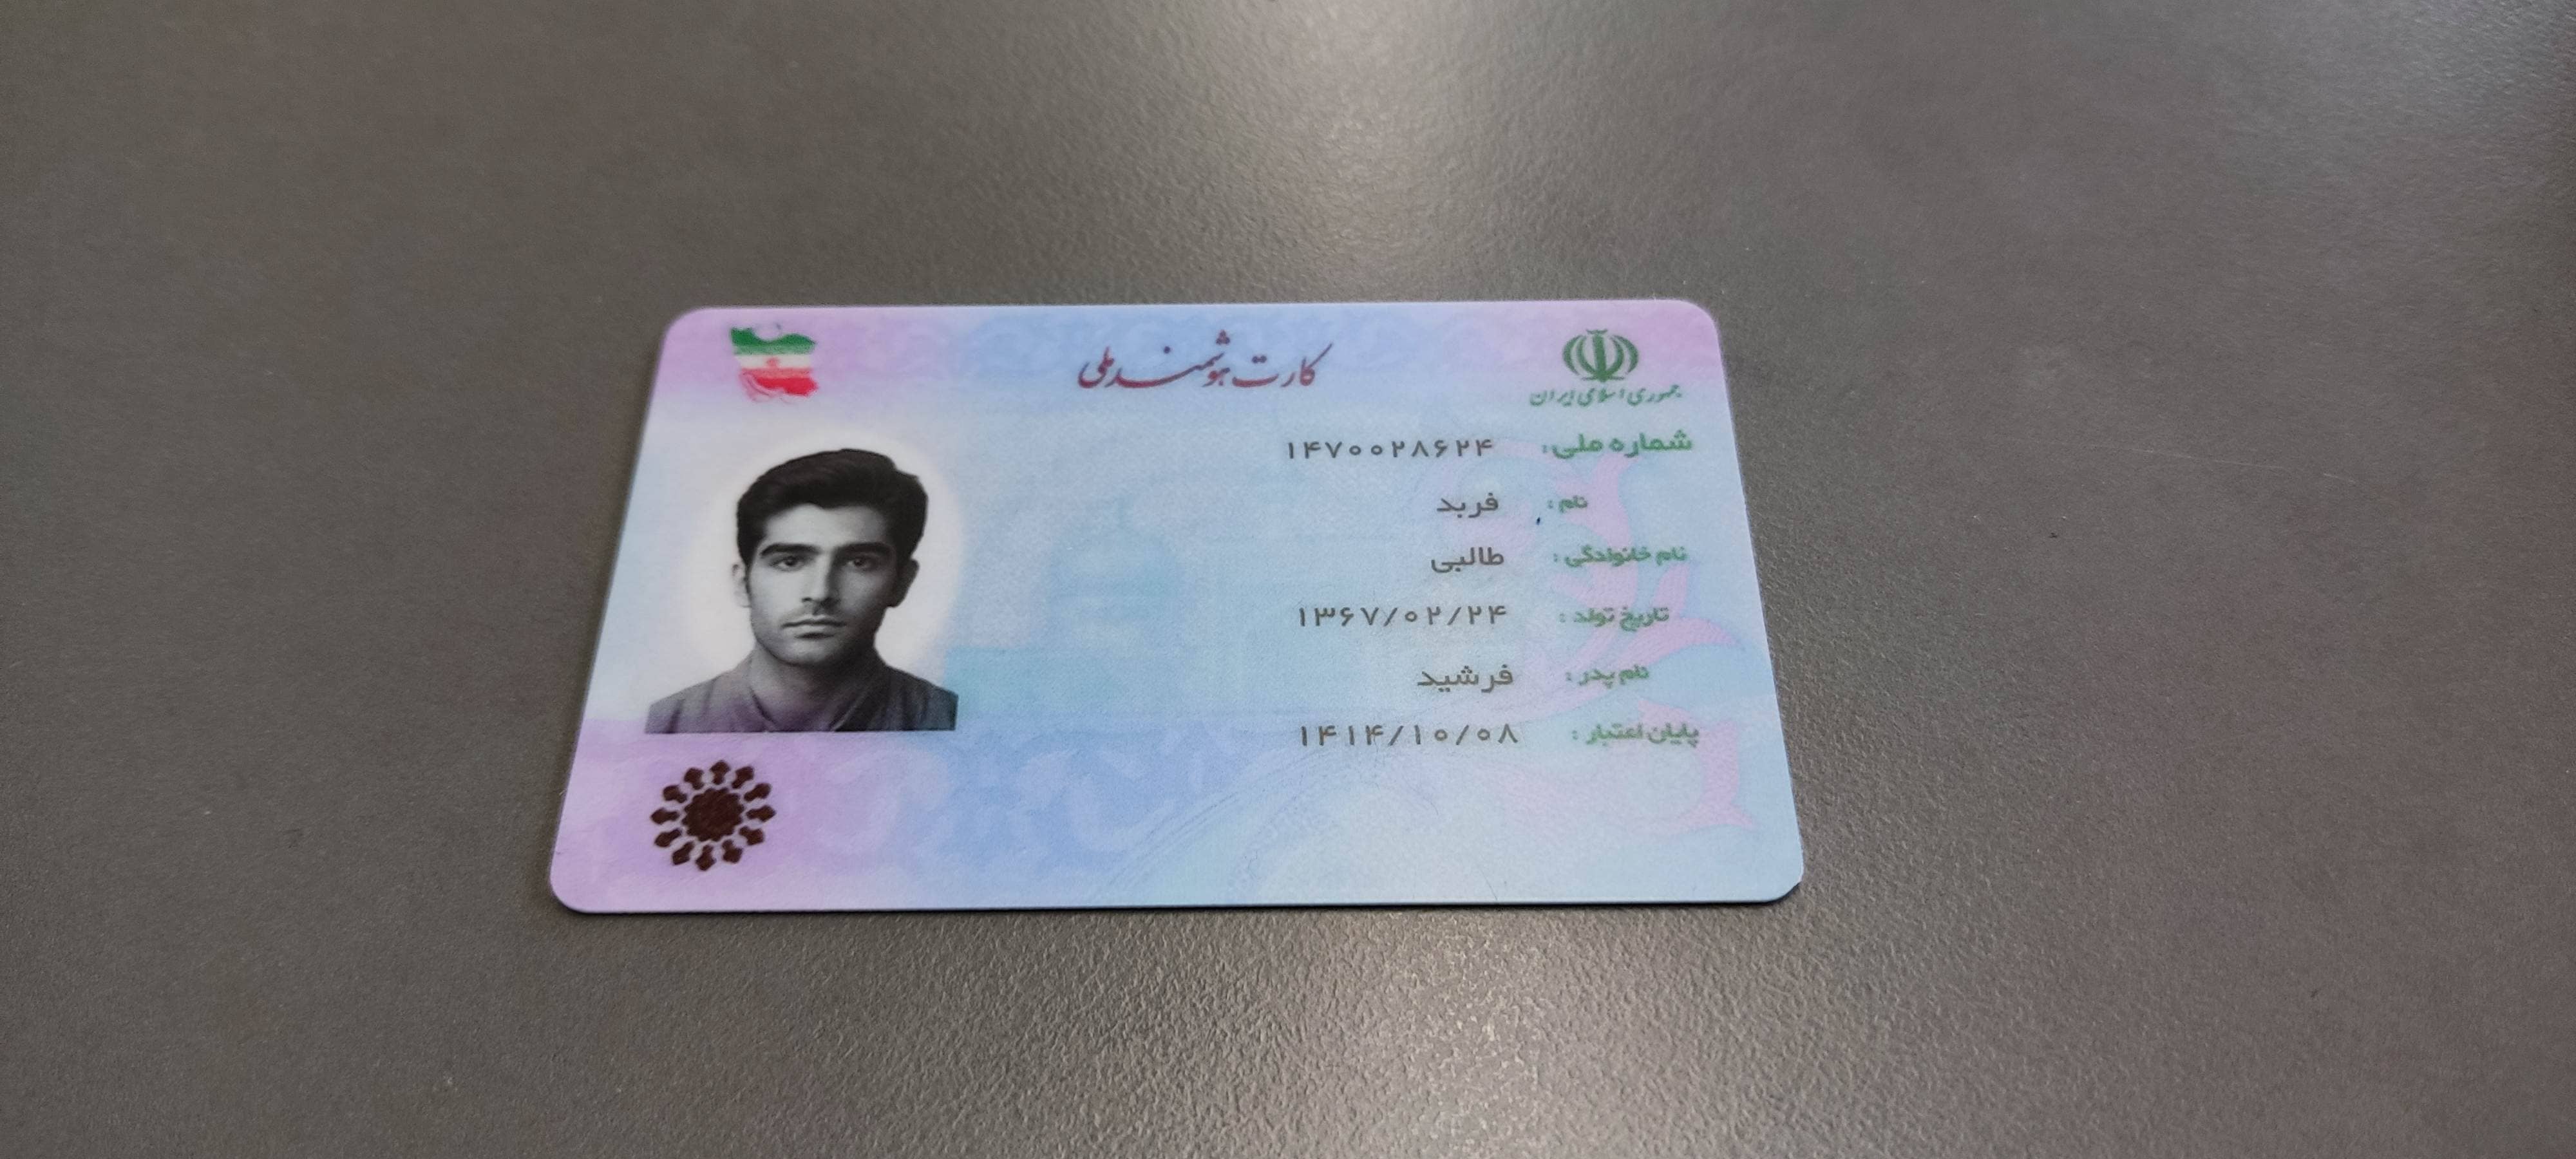 کارت هوشمند ملی
جمهوری اسلامی ایران
شماره ملی: ۱۴۷۰۰۲۸۶۲۴
نام: فربد
نام خانوادگی: طالبی
تاریخ تولد: ۱۳۶۷/۰۲/۲۴
نام پدر: فرشید
پایان اعتبار: ۱۴۱۴/۱۰/۰۸